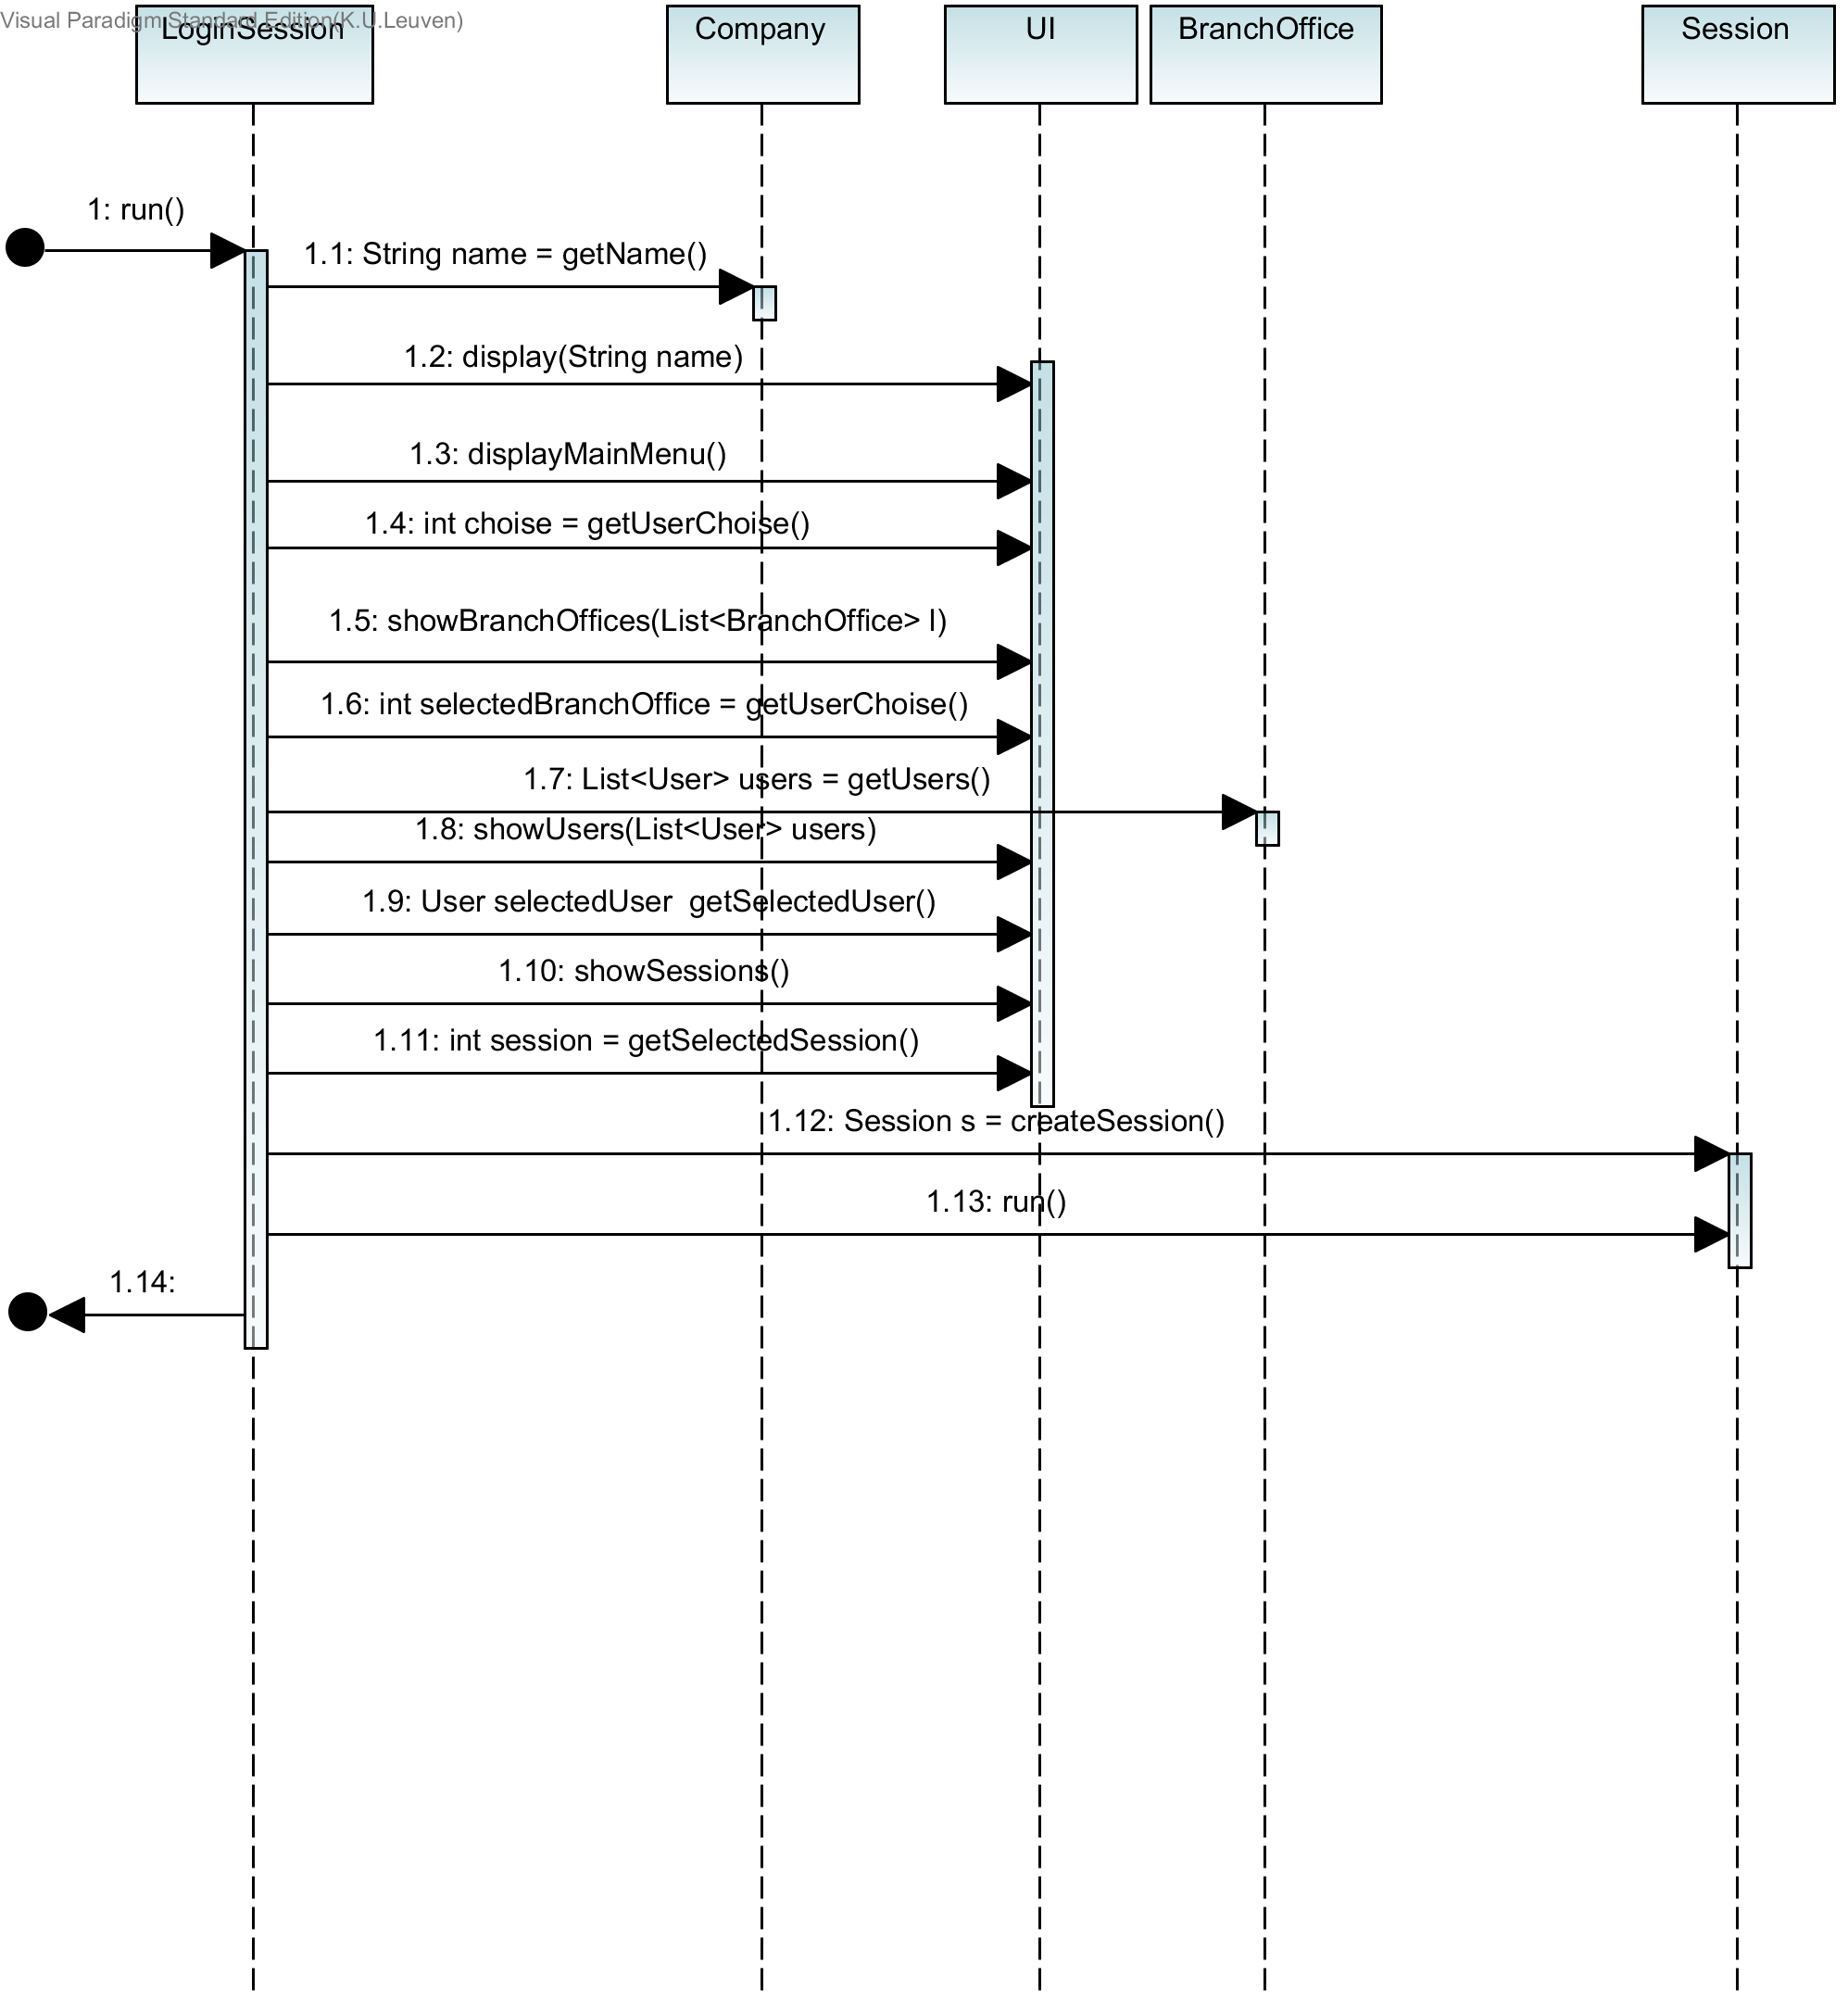 Visual Paradigm Standard Edition(K.U.Leuven)
LoginSession
Company
UI
BranchOffice
Session
1: run()
1.1: String name = getName()
1.2: display(String name)
1.3: displayMainMenu()
1.4: int choise = getUserChoise()
1.5: showBranchOffices(List<BranchOffice> l)
1.6: int selectedBranchOffice = getUserChoise()
1.7: List<User> users = getUsers()
1.8: showUsers(List<User> users)
1.9: User selectedUser  getSelectedUser()
1.10: showSessions()
1.11: int session = getSelectedSession()
1.12: Session s = createSession()
1.13: run()
1.14: